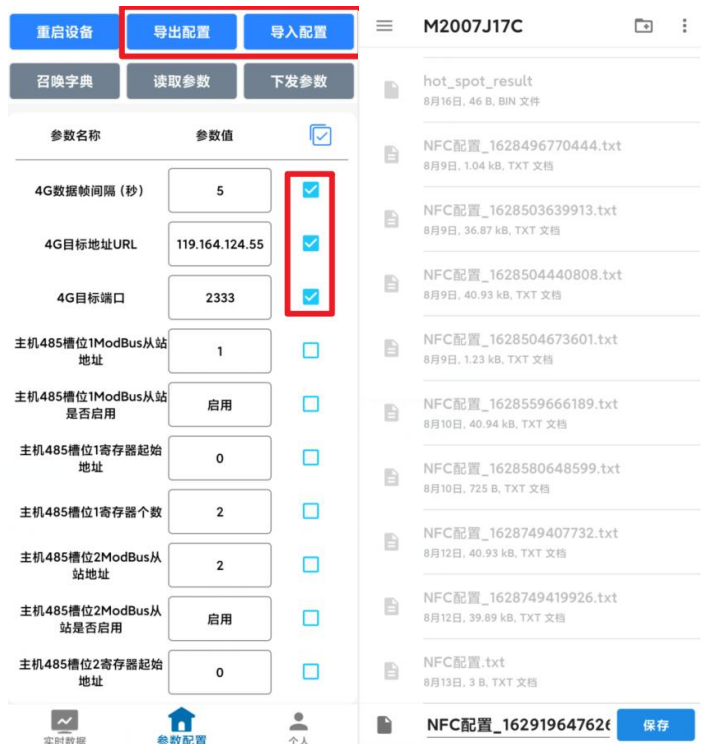 重启设备
导出配置
导入配置
召唤字典
读取参数
下发参数
参数名称
参数值
4G数据帧间隔（秒）
5
4G目标地址URL
119.164.124.55
4G目标端口
2333
主机485槽位1ModBus从站
地址
1
主机485槽位1ModBus从站
是否启用
启用
主机485槽位1寄存器起始
地址
0
主机485槽位1寄存器个数
2
主机485槽位2ModBus从
站地址
2
主机485槽位2ModBus从
站是否启用
启用
主机485槽位2寄存器起始
地址
0
实时数据
参数配置
个人
M2007J17C
hot_spot_result
8月16日, 46 B, BIN 文件
NFC配置_1628496770444.txt
8月9日, 1.04 kB, TXT 文档
NFC配置_1628503639913.txt
8月9日, 36.87 kB, TXT 文档
NFC配置_1628504440808.txt
8月9日, 40.93 kB, TXT 文档
NFC配置_1628504673601.txt
8月9日, 1.23 kB, TXT 文档
NFC配置_1628559666189.txt
8月10日, 40.94 kB, TXT 文档
NFC配置_1628580648599.txt
8月10日, 725 B, TXT 文档
NFC配置_1628749407732.txt
8月12日, 40.93 kB, TXT 文档
NFC配置_1628749419926.txt
8月12日, 39.89 kB, TXT 文档
NFC配置.txt
8月13日, 3 B, TXT 文档
NFC配置_162919647626
保存